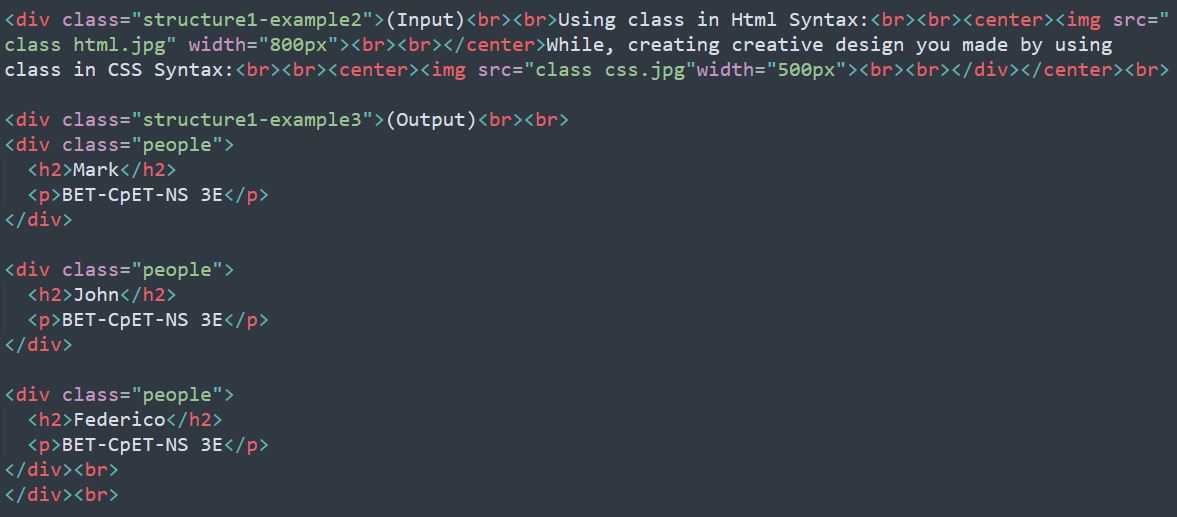 <div class="structure1-example2">(Input)<br><br>Using class in Html Syntax:<br><br><center><img src="
class html.jpg" width="800px"><br><br></center>While, creating creative design you made by using
class in CSS Syntax:<br><br><center><img src="class css.jpg"width="500px"><br><br></div></center><br>

<div class="structure1-example3">(Output)<br><br>
<div class="people">
  <h2>Mark</h2>
  <p>BET-CpET-NS 3E</p>
</div>

<div class="people">
  <h2>John</h2>
  <p>BET-CpET-NS 3E</p>
</div>

<div class="people">
  <h2>Federico</h2>
  <p>BET-CpET-NS 3E</p>
</div><br>
</div><br>